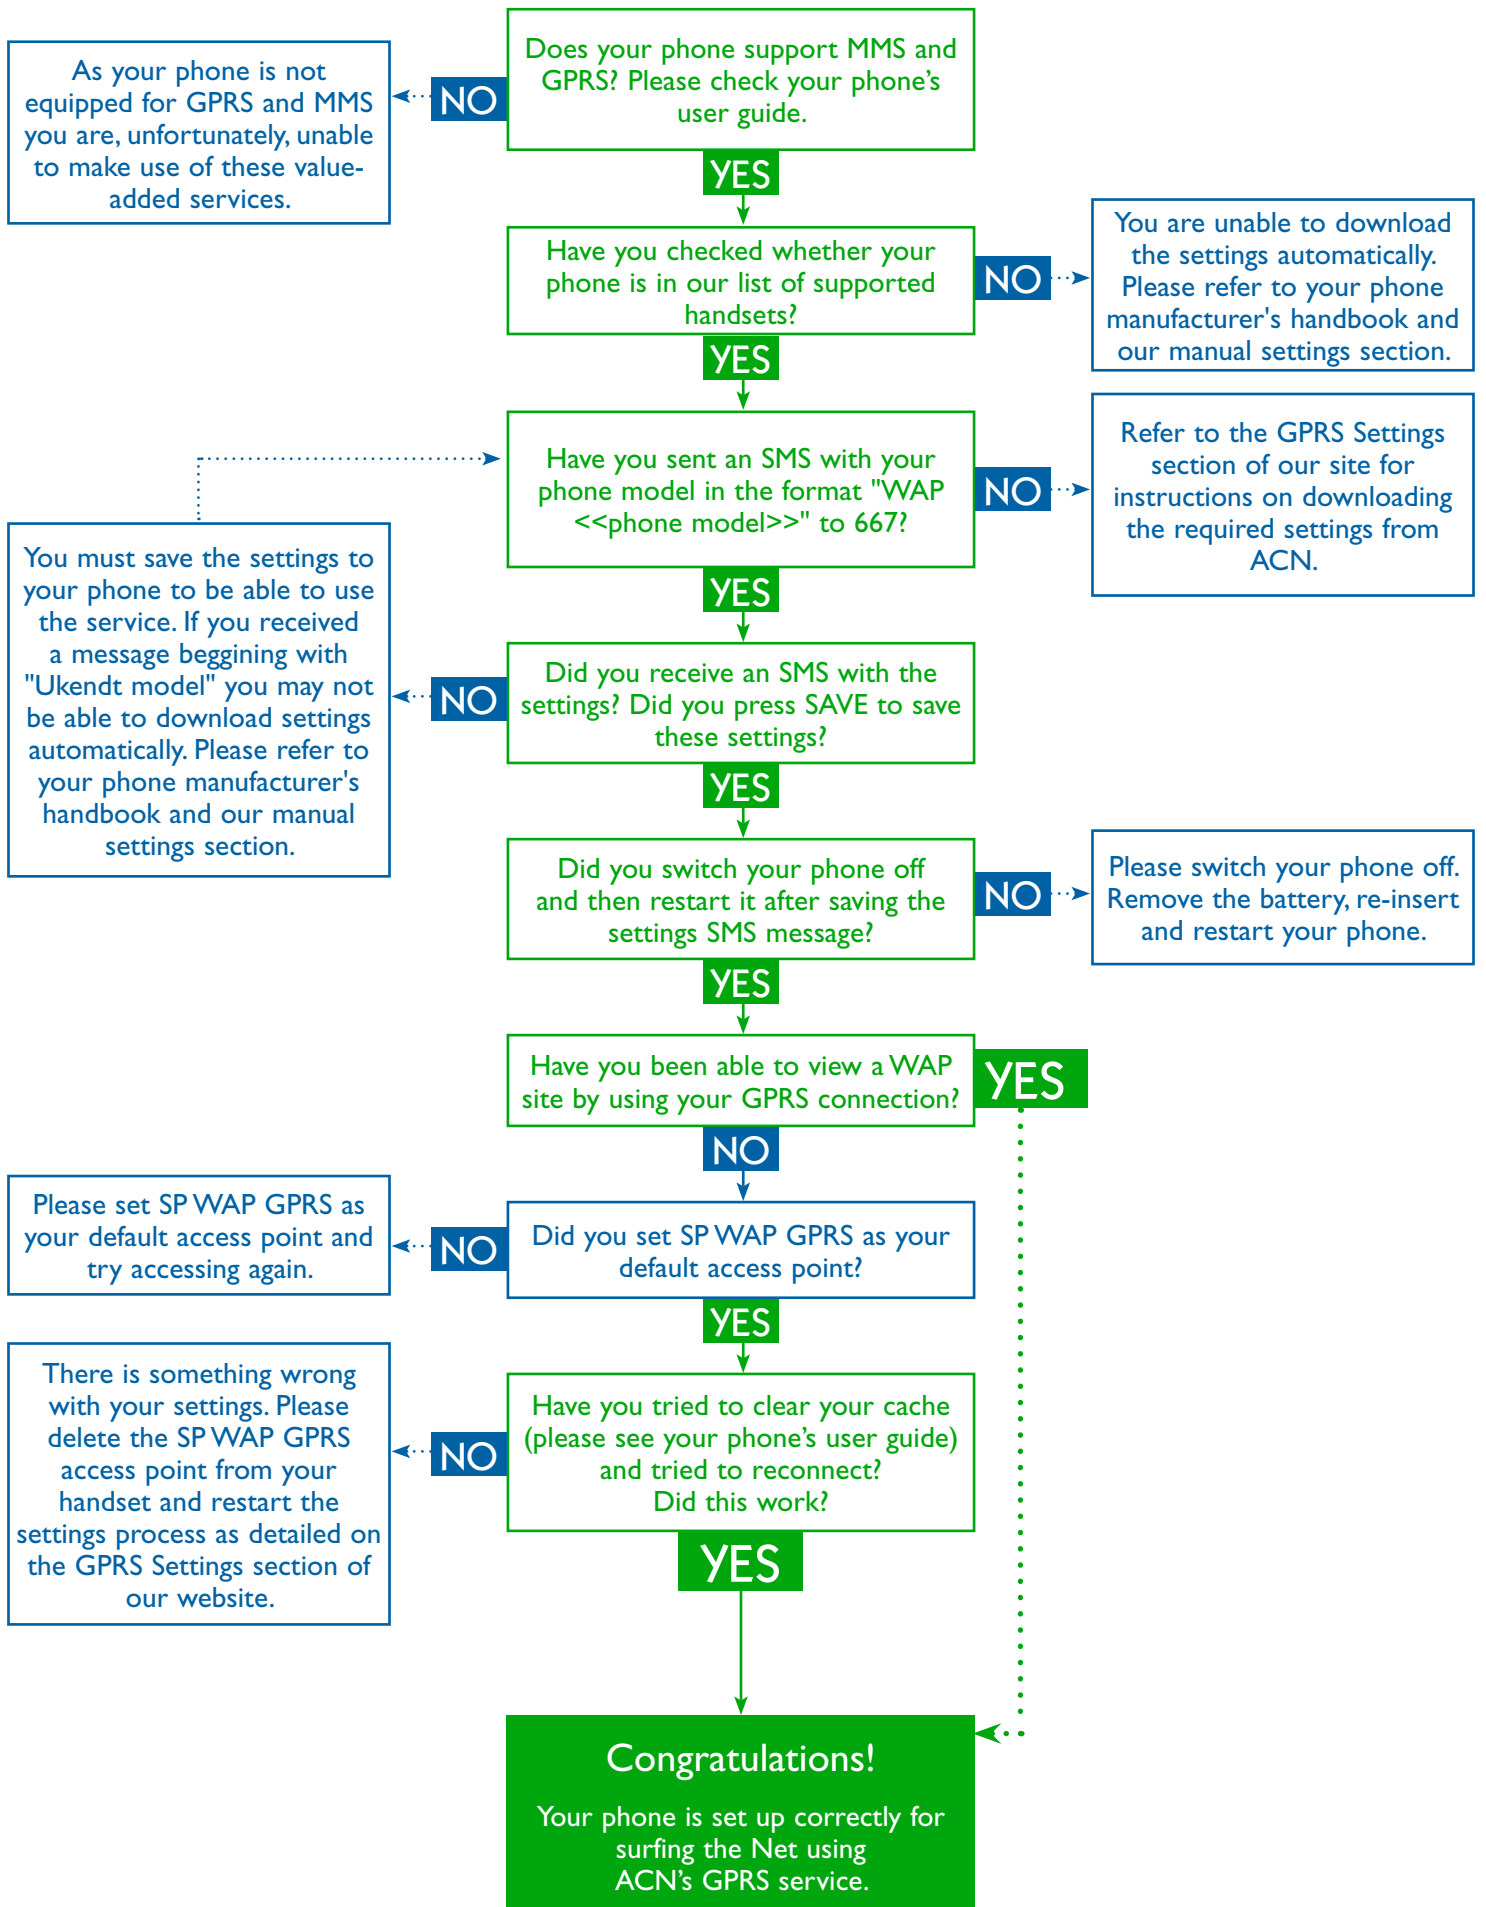 Does your phone support MMS and
GPRS? Please check your phone's
user guide.
NO
As your phone is not
equipped for GPRS and MMS
you are, unfortunately, unable
to make use of these value-
added services.
YES
Have you checked whether your
phone is in our list of supported
handsets?
NO
You are unable to download
the settings automatically.
Please refer to your phone
manufacturer's handbook and
our manual settings section.
YES
Have you sent an SMS with your
phone model in the format "WAP
<<phone model>>" to 667?
NO
Refer to the GPRS Settings
section of our site for
instructions on downloading
the required settings from
ACN.
YES
Did you receive an SMS with the
settings? Did you press SAVE to save
these settings?
NO
You must save the settings to
your phone to be able to use
the service. If you received
a message beggining with
"Ukendt model" you may not
be able to download settings
automatically. Please refer to
your phone manufacturer's
handbook and our manual
settings section.
YES
Did you switch your phone off
and then restart it after saving the
settings SMS message?
NO
Please switch your phone off.
Remove the battery, re-insert
and restart your phone.
YES
Have you been able to view a WAP
site by using your GPRS connection?
YES
NO
Did you set SP WAP GPRS as your
default access point?
NO
Please set SP WAP GPRS as
your default access point and
try accessing again.
YES
Have you tried to clear your cache
(please see your phone's user guide)
and tried to reconnect?
Did this work?
NO
There is something wrong
with your settings. Please
delete the SP WAP GPRS
access point from your
handset and restart the
settings process as detailed on
the GPRS Settings section of
our website.
YES
Congratulations!
Your phone is set up correctly for
surfing the Net using
ACN's GPRS service.